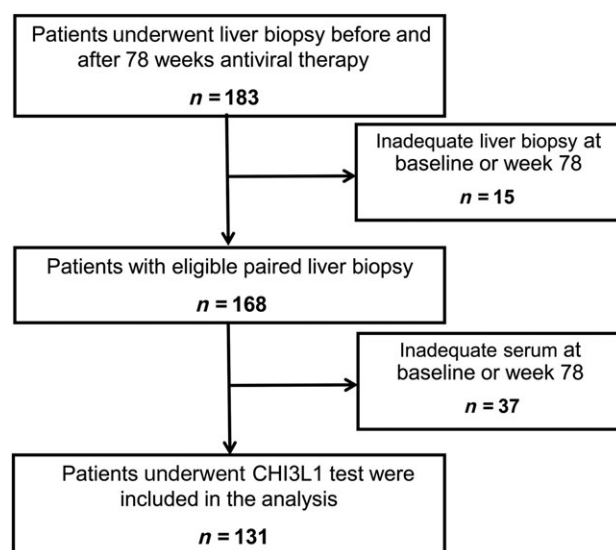 Patients underwent liver biopsy before and
after 78 weeks antiviral therapy
n = 183
Inadequate liver biopsy at
baseline or week 78
n = 15
Patients with eligible paired liver biopsy
n = 168
Inadequate serum at
baseline or week 78
n = 37
Patients underwent CHI3L1 test were
included in the analysis
n = 131